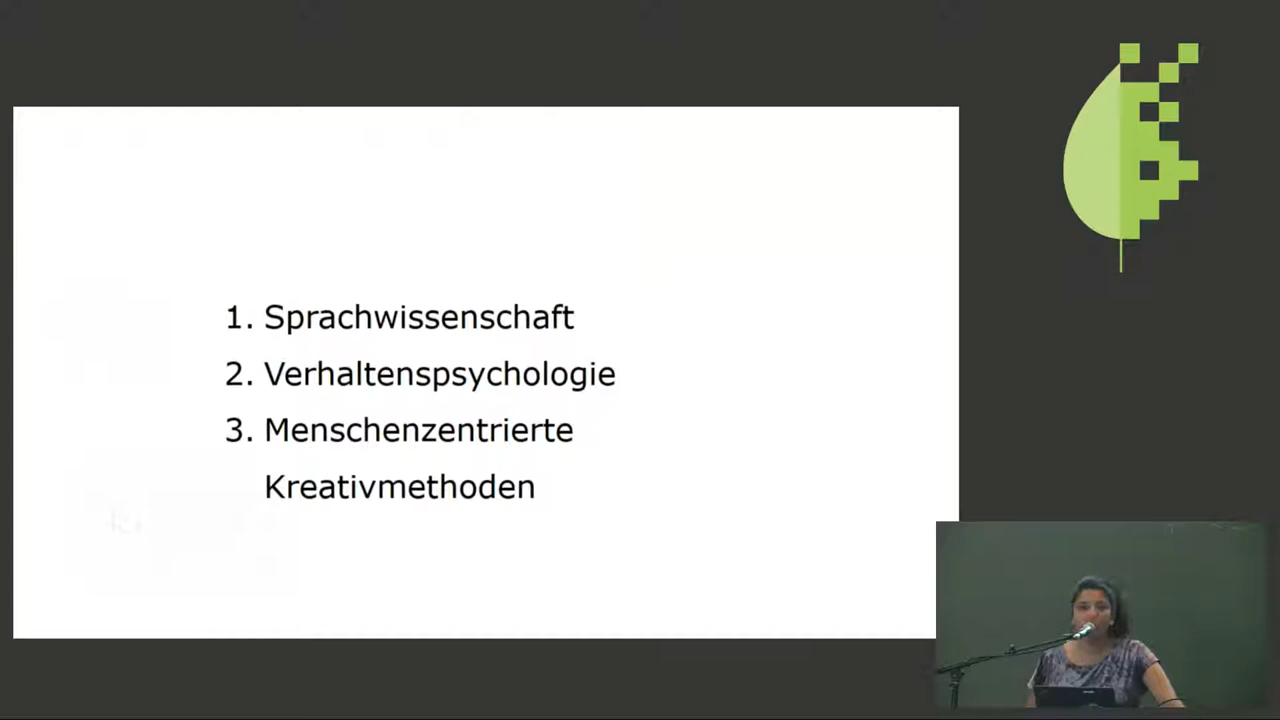 1. Sprachwissenschaft
2. Verhaltenspsychologie
3. Menschenzentrierte
Kreativmethoden